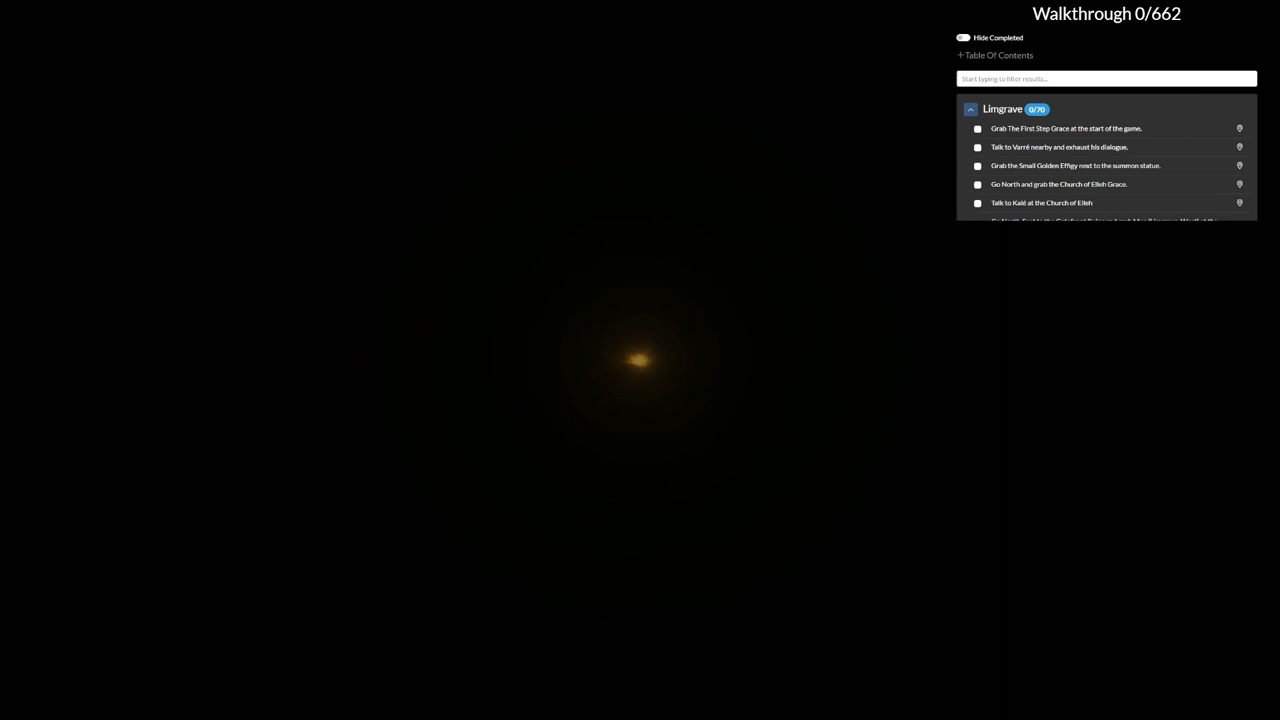 Walkthrough 0/662
Hide Completed
+Table Of Contents
Start typing to filter results...
Limgrave 0/70
Grab The First Step Grace at the start of the game.
Talk to Varré nearby and exhaust his dialogue.
Grab the Small Golden Effigy next to the summon statue.
Go North and grab the Church of Elleh Grace.
Talk to Kalé at the Church of Elleh